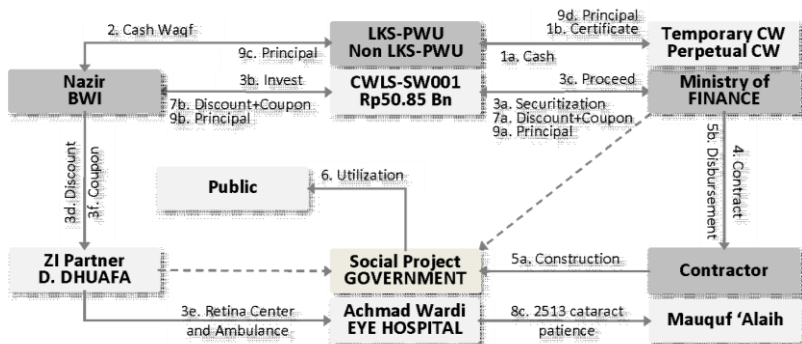 2. Cash Waqf
9c. Principal
LKS-PWU
Non LKS-PWU
9d. Principal
1b. Certificate
1a. Cash
Temporary CW
Perpetual CW
Nazir
BWI
3b. Invest
7b. Discount+Coupon
9b. Principal
CWLS-SW001
Rp50.85 Bn
3c. Proceed
3a. Securitization
7a. Discount+Coupon
9a. Principal
Ministry of
FINANCE
3d. Discount
3f. Coupon
Public
6. Utilization
5b. Disbursement
4. Contract
ZI Partner
D. DHUAFA
Social Project
GOVERNMENT
5a. Construction
Contractor
3e. Retina Center
and Ambulance
Achmad Wardi
EYE HOSPITAL
8c. 2513 cataract
patience
Mauquf ‘Alaih